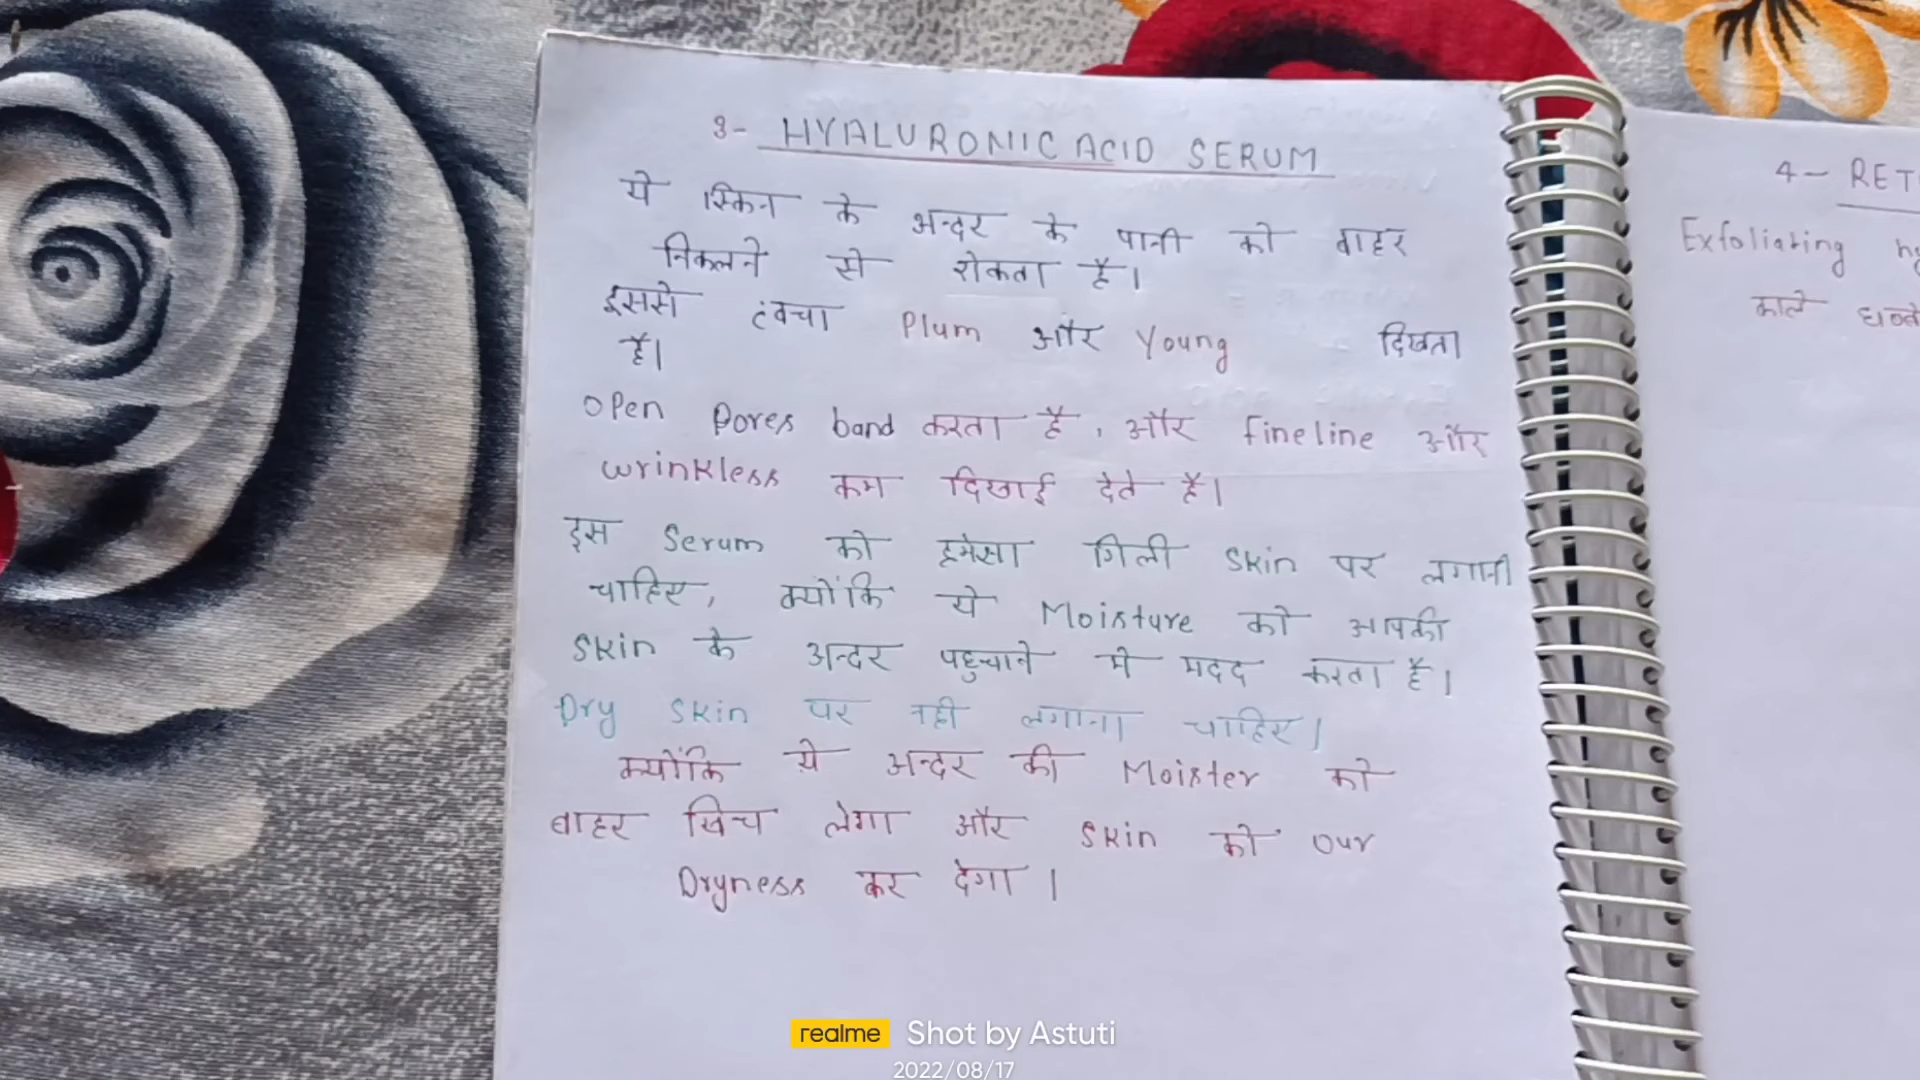 3- HYALURONIC ACID SERUM
ये स्किन के अन्दर के पानी को बाहर
निकलने से रोकता है।
इससे त्वचा Plum और Young दिखता
है।
open Pores band करता है, और fineline और
wrinkless कम दिखाई देते है।
इस Serum को हमेसा गिली Skin पर लगानी
चाहिए, क्योंकि ये Moisture को आपकी
Skin के अन्दर पहुचाने मे मदद करता है।
Dry Skin पर नही लगाना चाहिए।
क्योंकि ये अन्दर की Moister को
बाहर खिच लेगा और Skin को our
Dryness कर देगा।
4- RET
Exfoliating
काले धब्बे
realme Shot by Astuti
2022/08/17